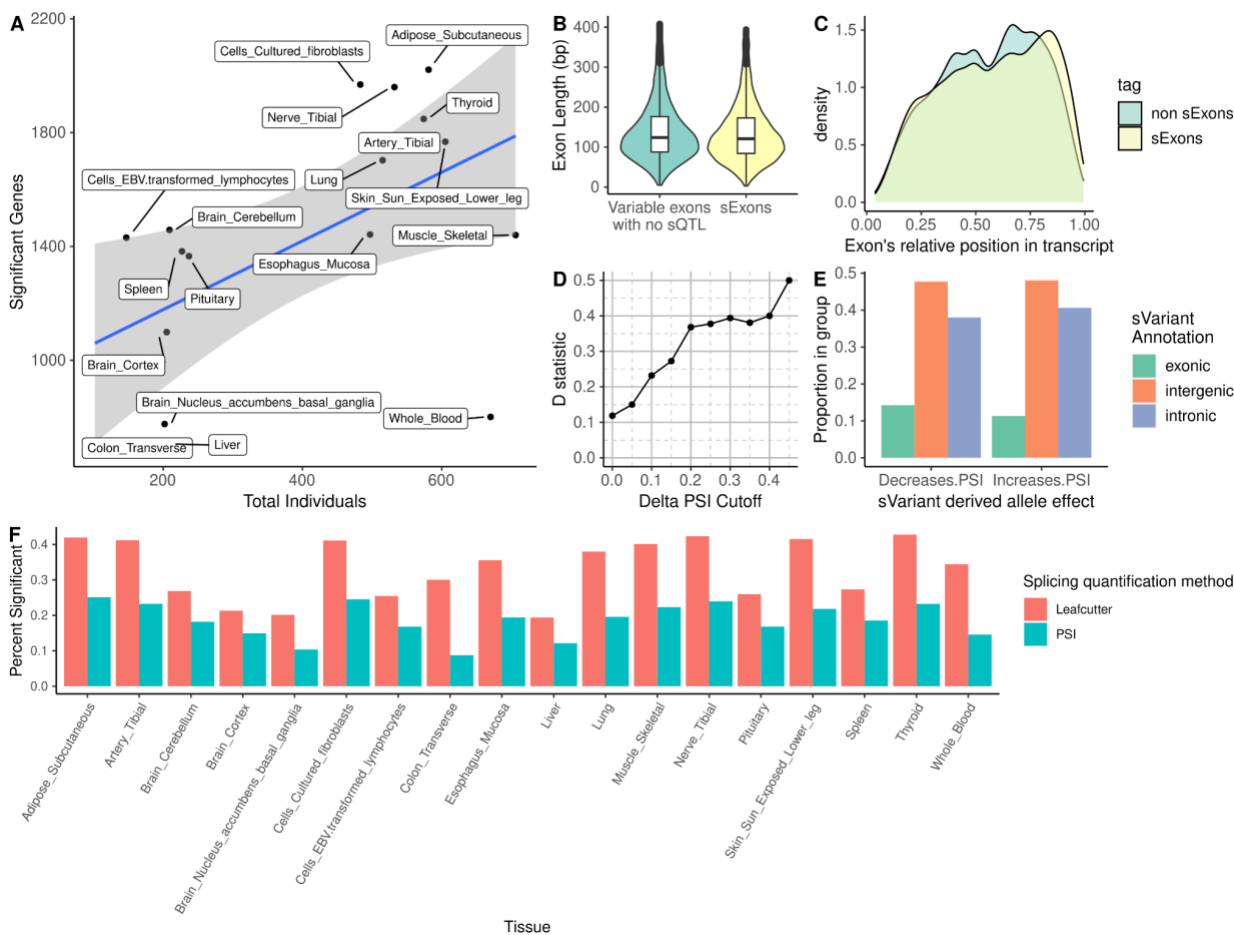 A
2200
1800
1400
1000
Significant Genes
200
400
600
Total Individuals
Cells_Cultured_fibroblasts
Adipose_Subcutaneous
Nerve_Tibial
Thyroid
Artery_Tibial
Lung
Cells_EBV.transformed_lymphocytes
Skin_Sun_Exposed_Lower_leg
Brain_Cerebellum
Muscle_Skeletal
Esophagus_Mucosa
Spleen
Pituitary
Brain_Cortex
Brain_Nucleus_accumbens_basal_ganglia
Whole_Blood
Colon_Transverse
Liver
B
Exon Length (bp)
400
300
200
100
0
Variable exons
with no sQTL
sExons
C
density
1.5
1.0
0.5
0.0
0.00
0.25
0.50
0.75
1.00
Exon's relative position in transcript
tag
non sExons
sExons
D
D statistic
0.5
0.4
0.3
0.2
0.1
0.0
0.0
0.1
0.2
0.3
0.4
Delta PSI Cutoff
E
Proportion in group
0.5
0.4
0.3
0.2
0.1
0.0
Decreases.PSI
Increases.PSI
sVariant derived allele effect
sVariant
Annotation
exonic
intergenic
intronic
F
Percent Significant
0.4
0.3
0.2
0.1
0.0
Adipose_Subcutaneous
Artery_Tibial
Brain_Cerebellum
Brain_Cortex
Brain_Nucleus_accumbens_basal_ganglia
Cells_Cultured_fibroblasts
Cells_EBV.transformed_lymphocytes
Colon_Transverse
Esophagus_Mucosa
Liver
Lung
Muscle_Skeletal
Nerve_Tibial
Pituitary
Skin_Sun_Exposed_Lower_leg
Spleen
Thyroid
Whole_Blood
Tissue
Splicing quantification method
Leafcutter
PSI